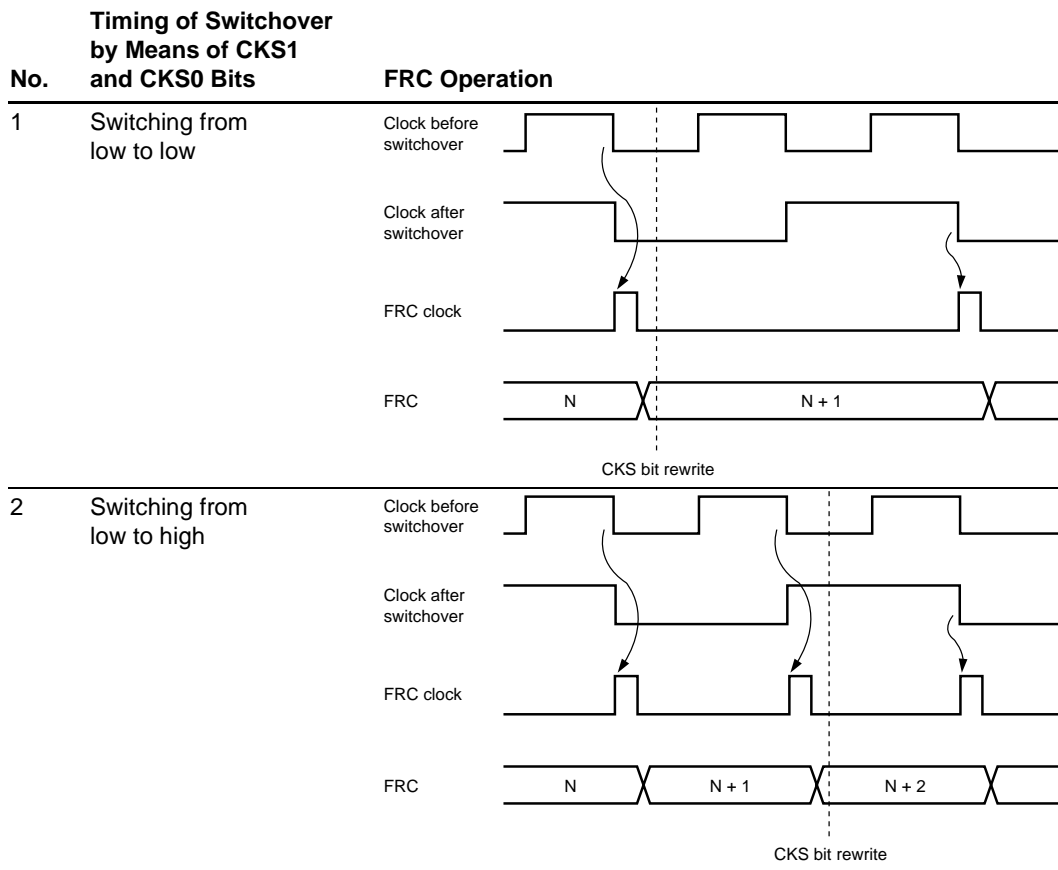 No.
Timing of Switchover
by Means of CKS1
and CKS0 Bits
FRC Operation
1
Switching from
low to low
Clock before
switchover
Clock after
switchover
FRC clock
FRC
N
N + 1
CKS bit rewrite
2
Switching from
low to high
Clock before
switchover
Clock after
switchover
FRC clock
FRC
N
N + 1
N + 2
CKS bit rewrite